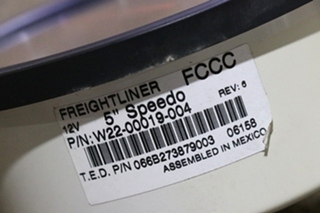 FREIGHTLINER FCCC
12V 5" Speedo REV: 6
P/N: W22-00019-004
06158
T.E.D. P/N 066B273879003
ASSEMBLED IN MEXICO